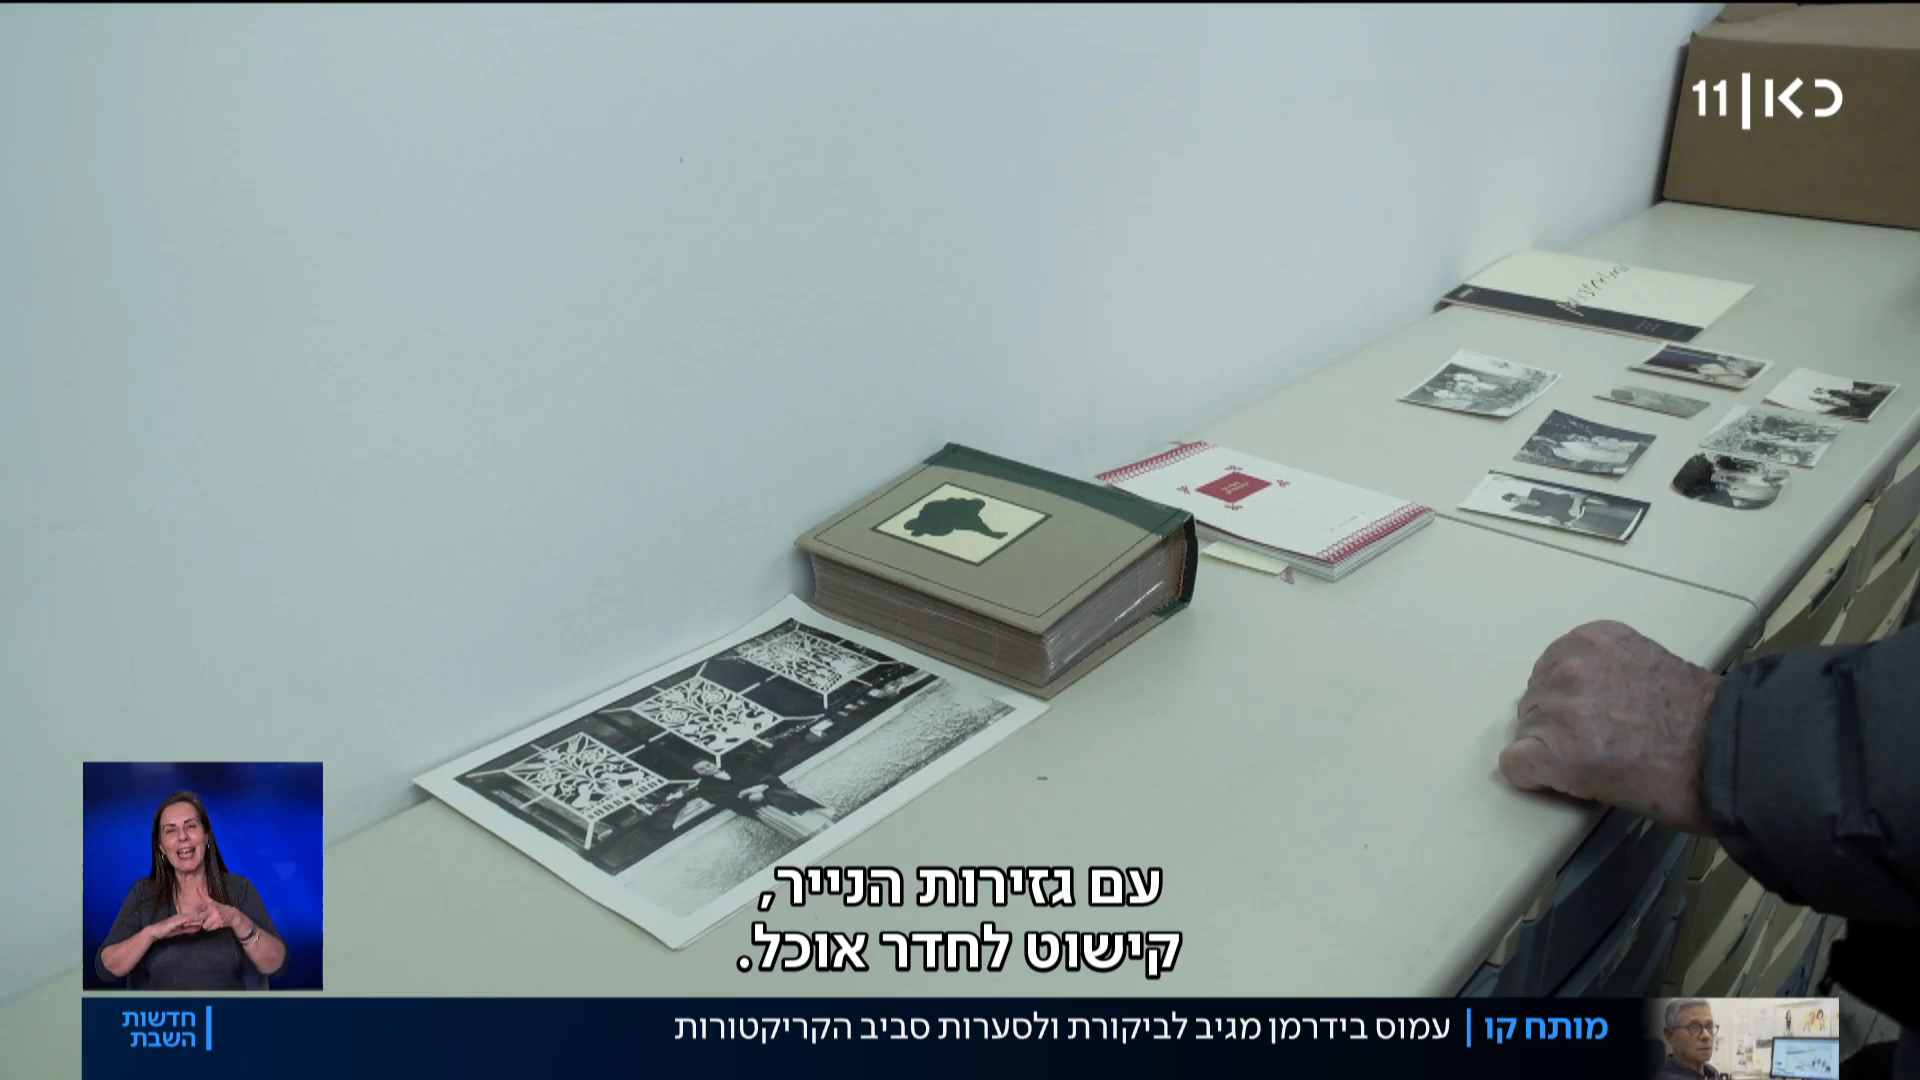 כאן 11
עם גזירות הנייר,
קישוט לחדר אוכל.
מותח קו | עמוס בידרמן מגיב לביקורת ולסערות סביב הקריקטורות
חדשות
השבת